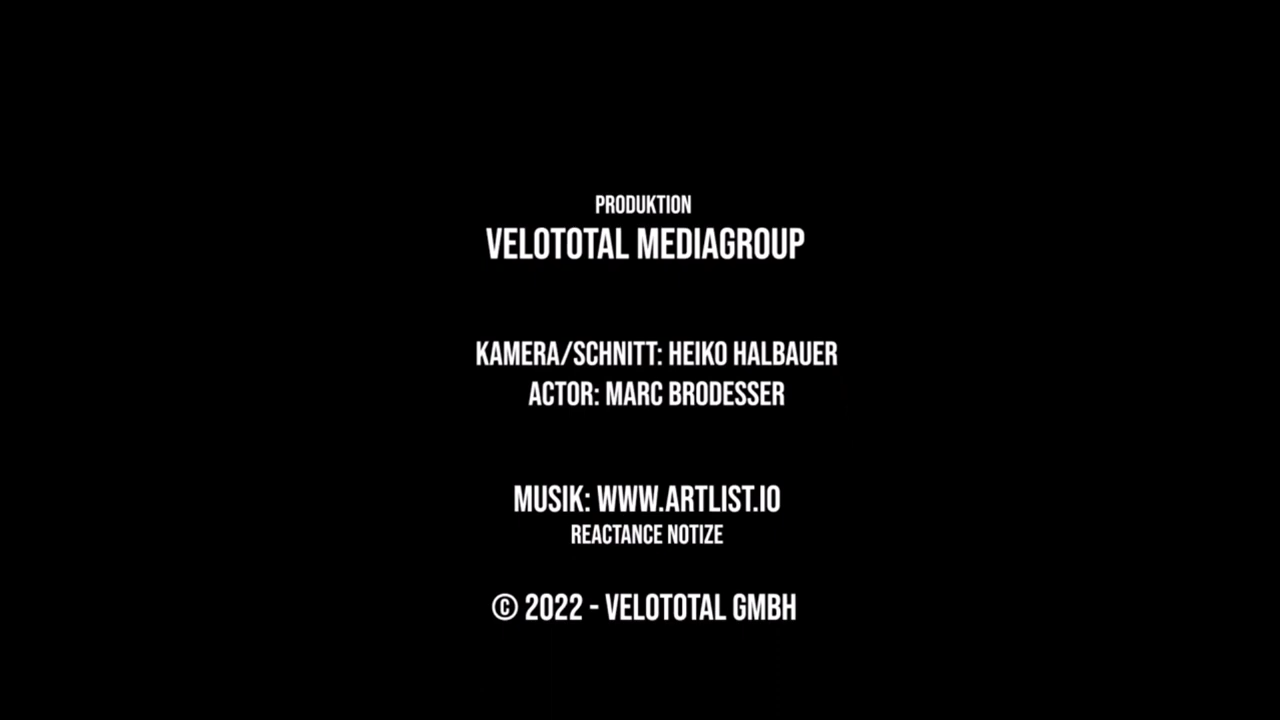 PRODUKTION
VELOTOTAL MEDIAGROUP
KAMERA/SCHNITT: HEIKO HALBAUER
ACTOR: MARC BRODESSER
MUSIK: WWW.ARTLIST.IO
REACTANCE NOTIZE
© 2022 - VELOTOTAL GMBH